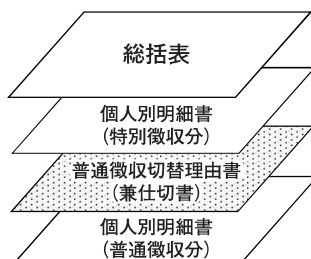 総括表
個人別明細書
(特別徴収分)
普通徴収切替理由書
(兼仕切書)
個人別明細書
(普通徴収分)